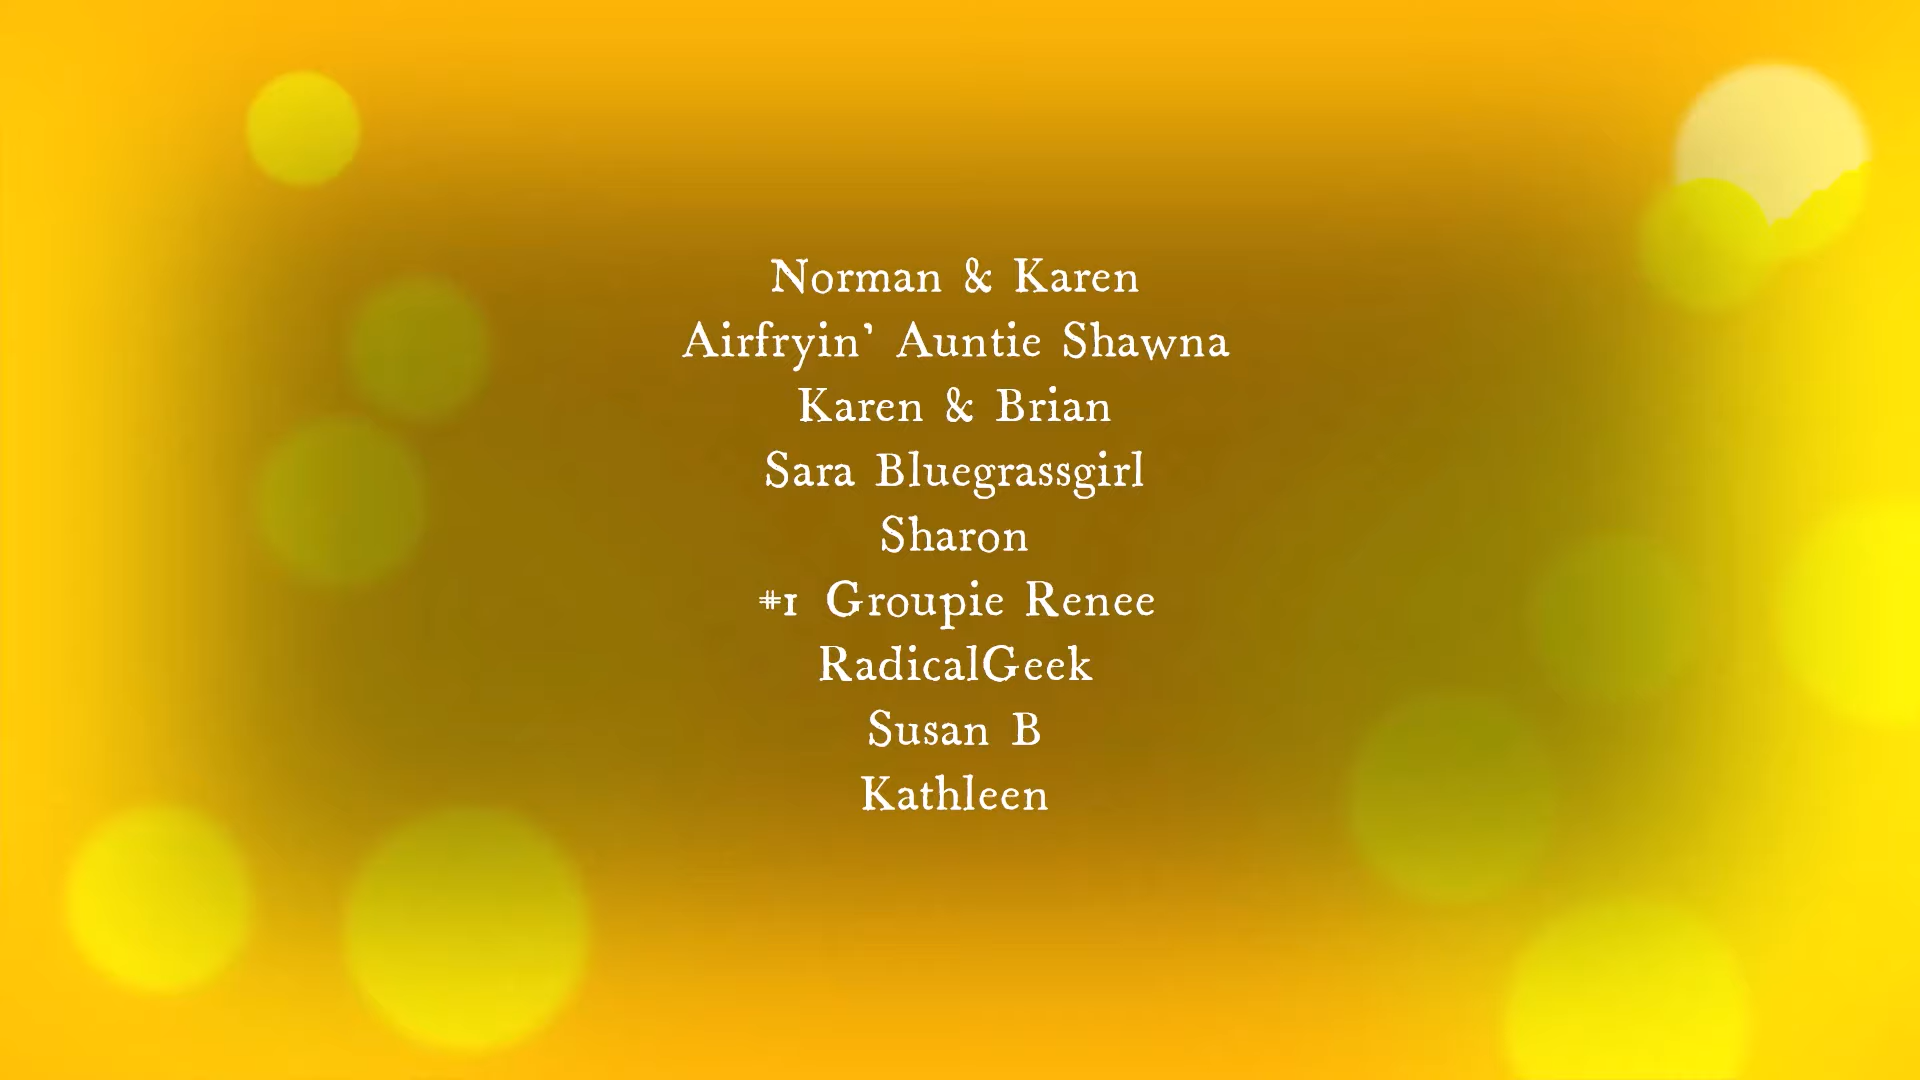 Norman & Karen
Airfryin' Auntie Shawna
Karen & Brian
Sara Bluegrassgirl
Sharon
#1 Groupie Renee
RadicalGeek
Susan B
Kathleen